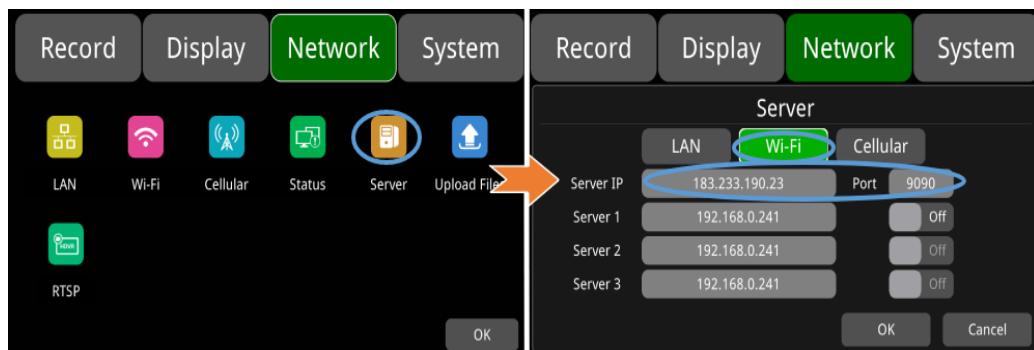 Record Display Network System
LAN Wi-Fi Cellular Status Server Upload File
HDVR
RTSP
OK
Record Display Network System
Server
LAN Wi-Fi Cellular
Server IP 183.233.190.23 Port 9090
Server 1 192.168.0.241 Off
Server 2 192.168.0.241 Off
Server 3 192.168.0.241 Off
OK Cancel